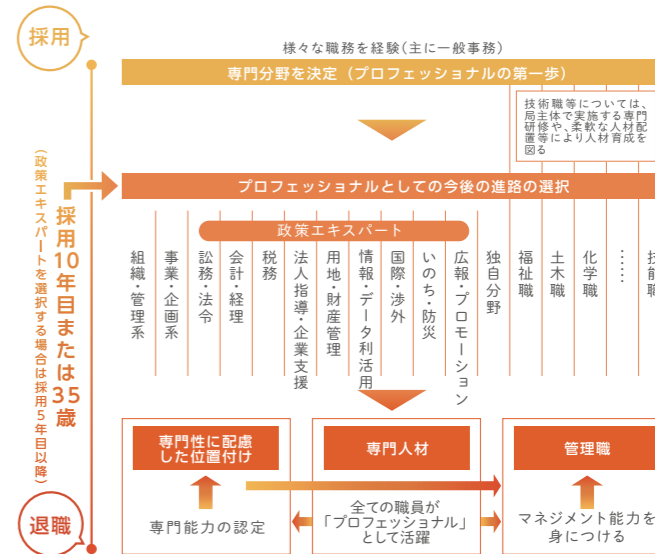 採用
様々な職務を経験(主に一般事務)
専門分野を決定(プロフェッショナルの第一歩)
技術職等については、
局主体で実施する専門
研修や、柔軟な人材配
置等により人材育成を
図る
採用10年目または35歳
(政策エキスパートを選択する場合は採用5年目以降)
プロフェッショナルとしての今後の進路の選択
政策エキスパート
組織・管理系
事業・企画系
訟務・法令
会計・経理
税務
法人指導・企業支援
用地・財産管理
情報・データ利活用
国際・渉外
いのち・防災
広報・プロモーション
独自分野
福祉職
土木職
化学職
……
技能職
専門性に配慮
した位置付け
専門能力の認定
専門人材
全ての職員が
「プロフェッショナル」
として活躍
管理職
マネジメント能力を
身につける
退職